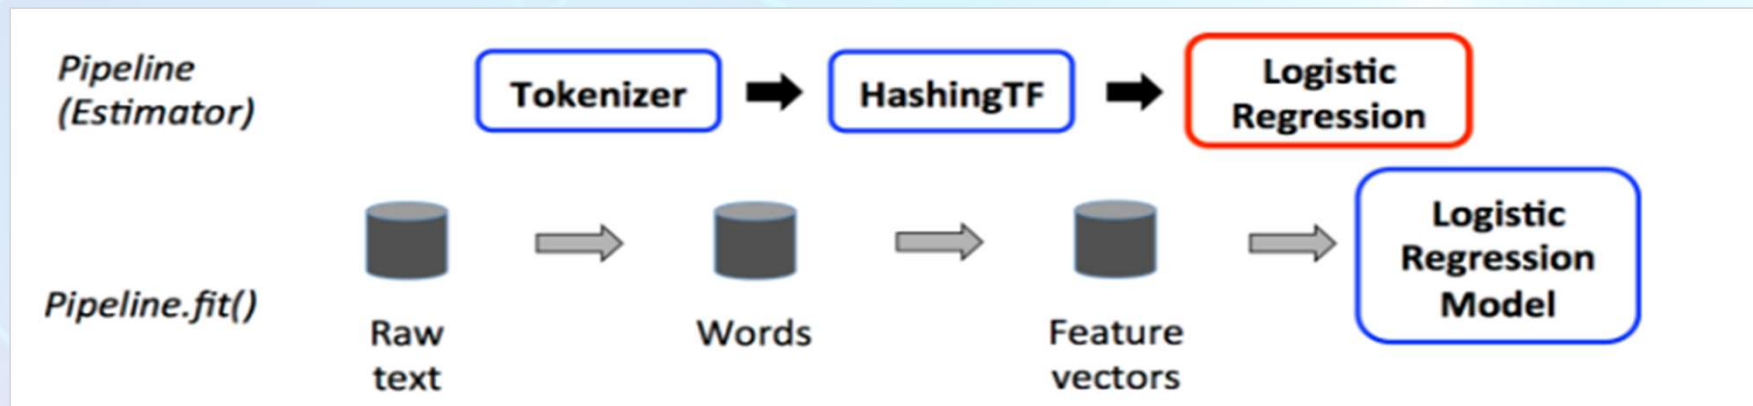 Pipeline
(Estimator)
Tokenizer
HashingTF
Logistic
Regression
Pipeline.fit()
Raw
text
Words
Feature
vectors
Logistic
Regression
Model